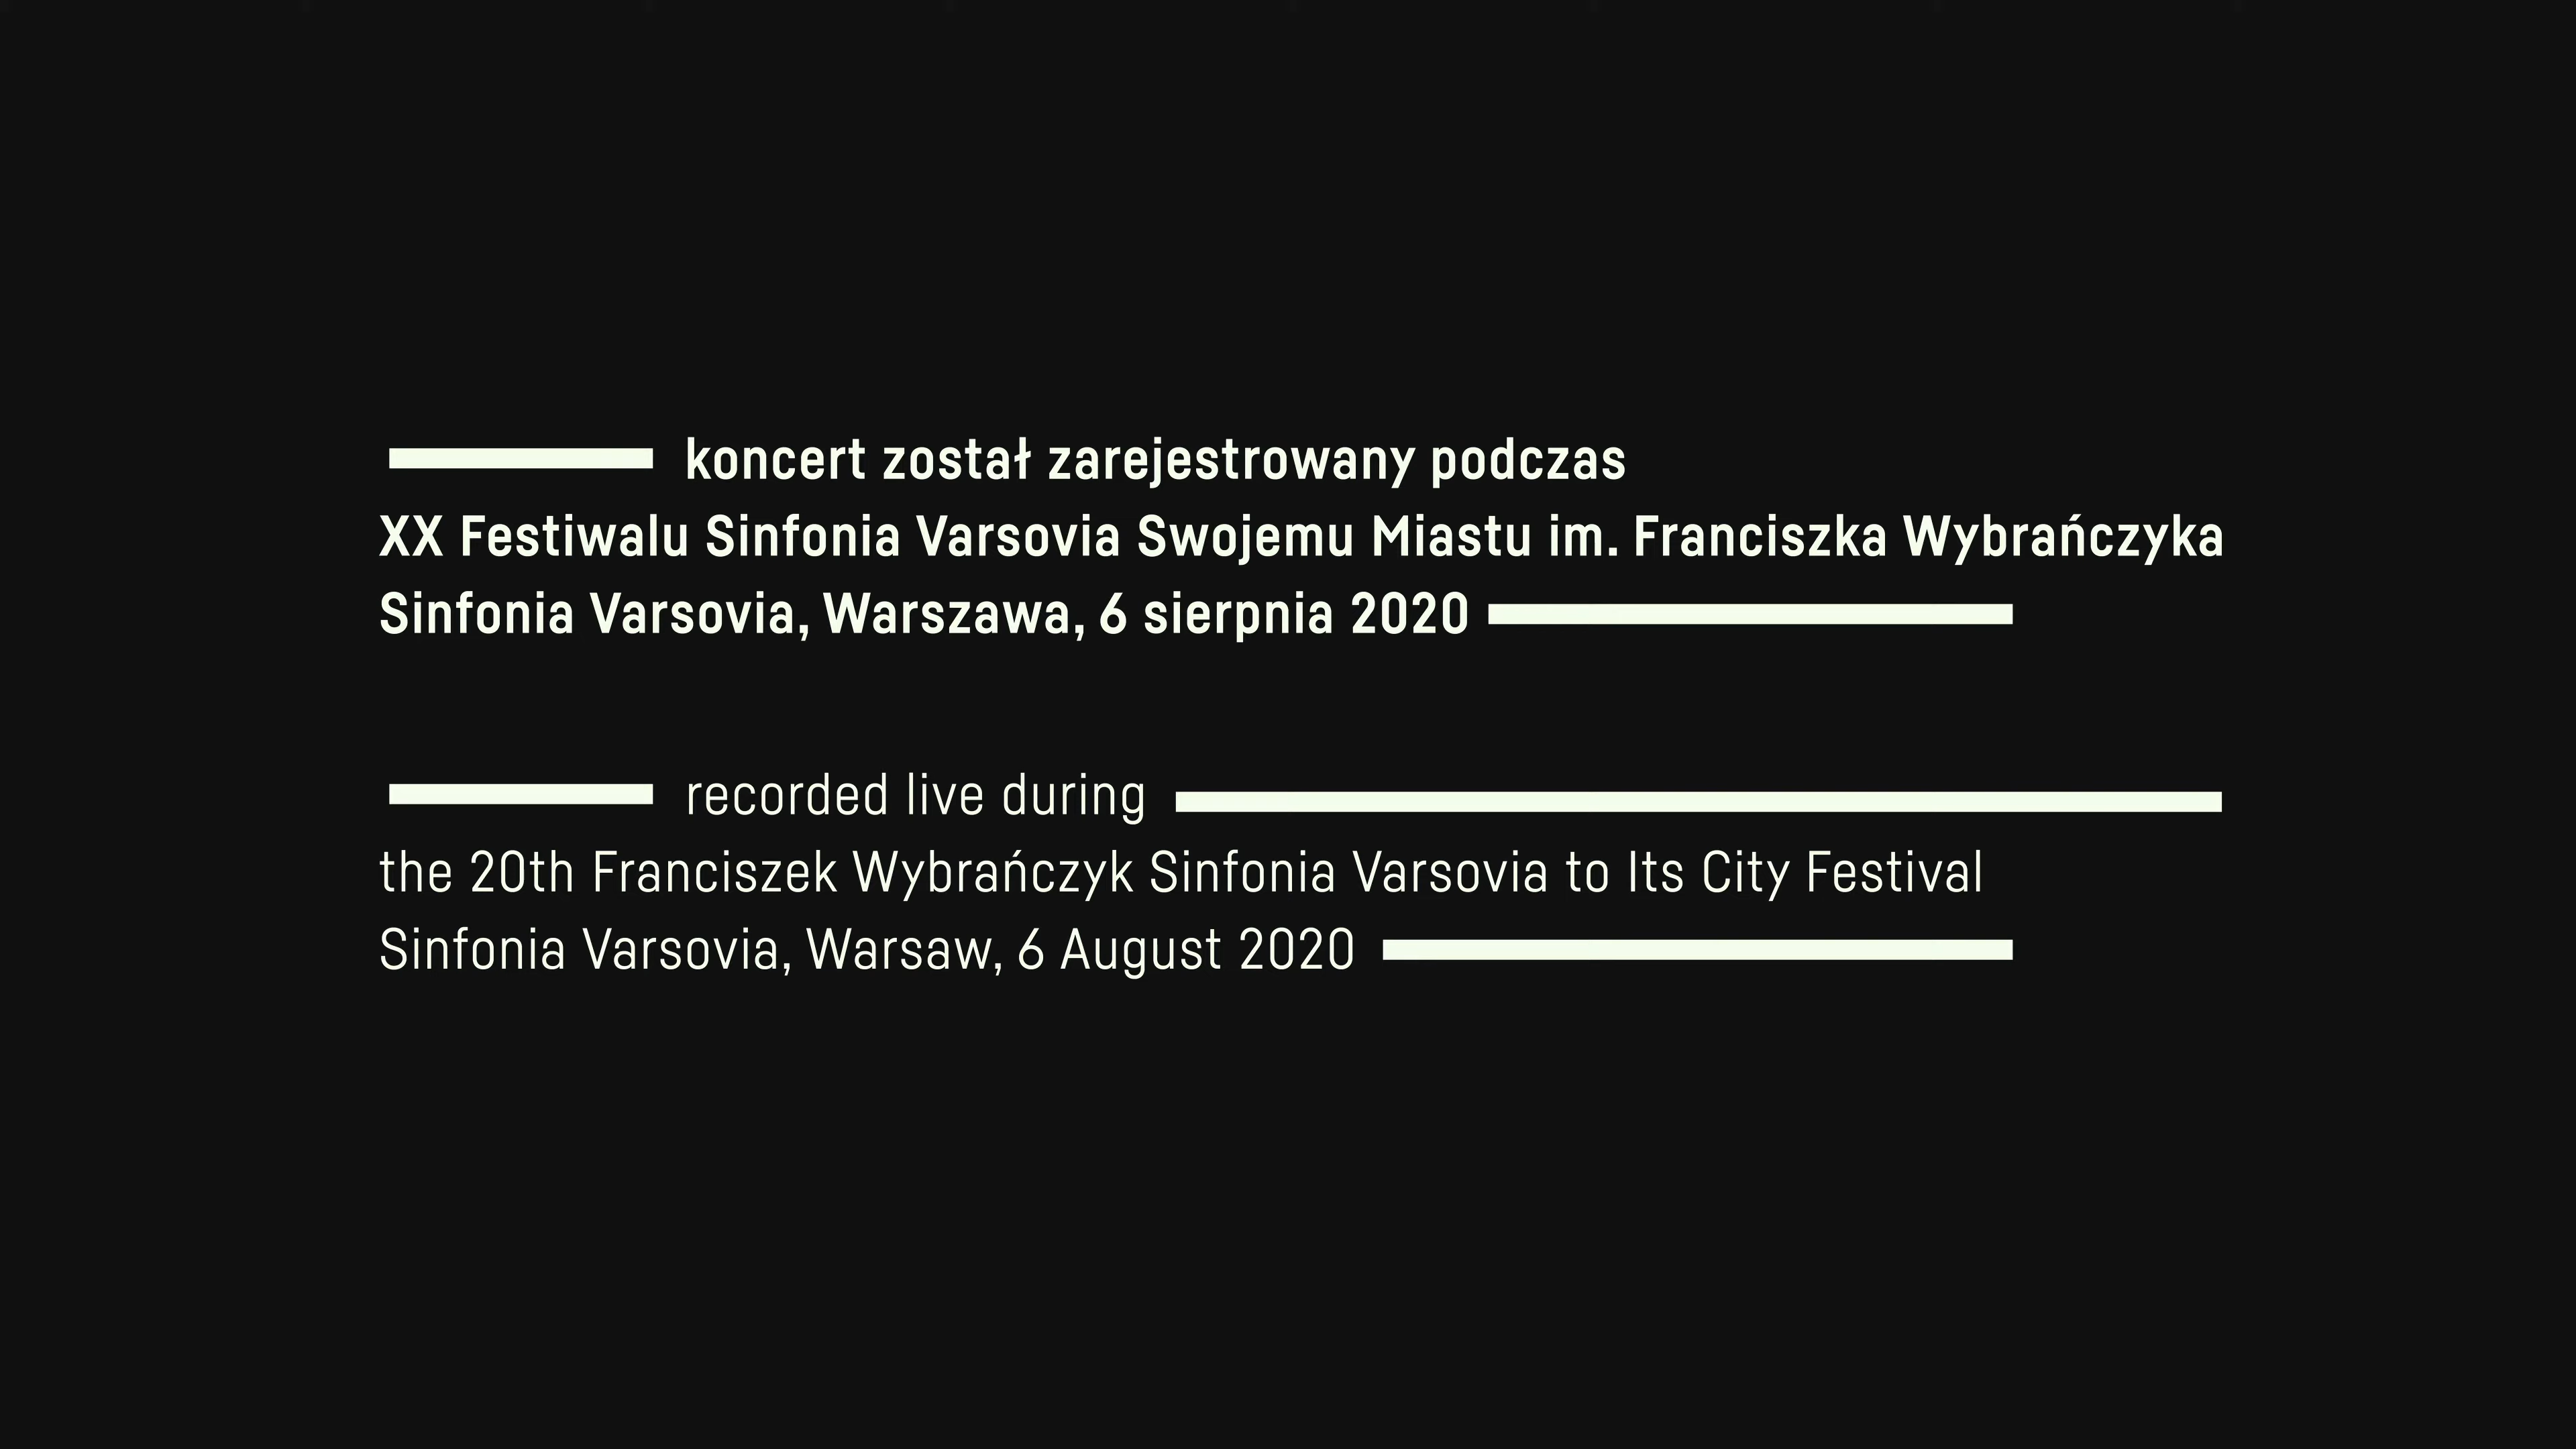 koncert został zarejestrowany podczas
XX Festiwalu Sinfonia Varsovia Swojemu Miastu im. Franciszka Wybrańczyka
Sinfonia Varsovia, Warszawa, 6 sierpnia 2020
recorded live during
the 20th Franciszek Wybrańczyk Sinfonia Varsovia to Its City Festival
Sinfonia Varsovia, Warsaw, 6 August 2020